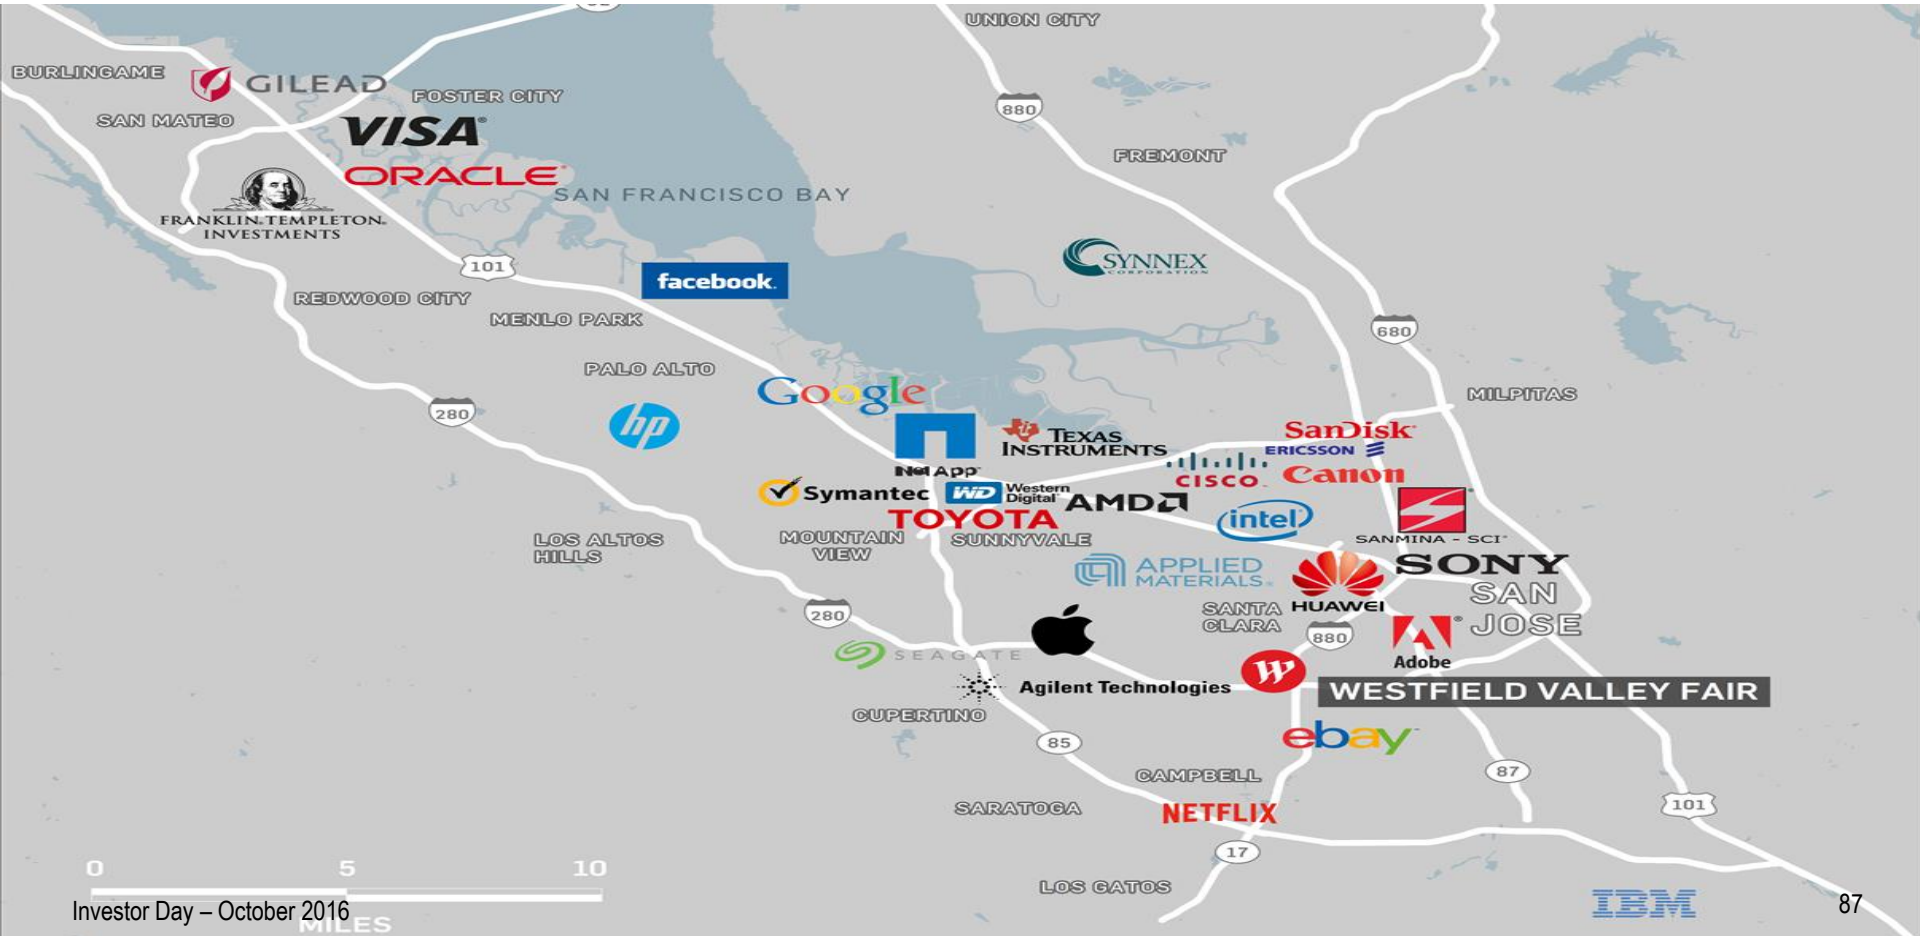 UNION CITY
BURLINGAME
GILEAD
FOSTER CITY
880
SAN MATEO
VISA
FREMONT
ORACLE
SAN FRANCISCO BAY
FRANKLIN TEMPLETON
INVESTMENTS
SYNNEX
CORPORATION
101
facebook
REDWOOD CITY
MENLO PARK
680
PALO ALTO
Google
MILPITAS
280
hp
TEXAS
INSTRUMENTS
SanDisk
ERICSSON
NetApp
CISCO
Canon
Symantec
WD Western
Digital
AMD
TOYOTA
intel
SANMINA - SCI
LOS ALTOS
HILLS
MOUNTAIN
VIEW
SUNNYVALE
APPLIED
MATERIALS
SONY
SAN
JOSE
HUAWEI
SANTA
CLARA
280
880
SEAGATE
Adobe
Agilent Technologies
W
WESTFIELD VALLEY FAIR
CUPERTINO
85
ebay
CAMPBELL
87
SARATOGA
NETFLIX
101
17
0 5 10
MILES
LOS GATOS
IBM
Investor Day – October 2016
87